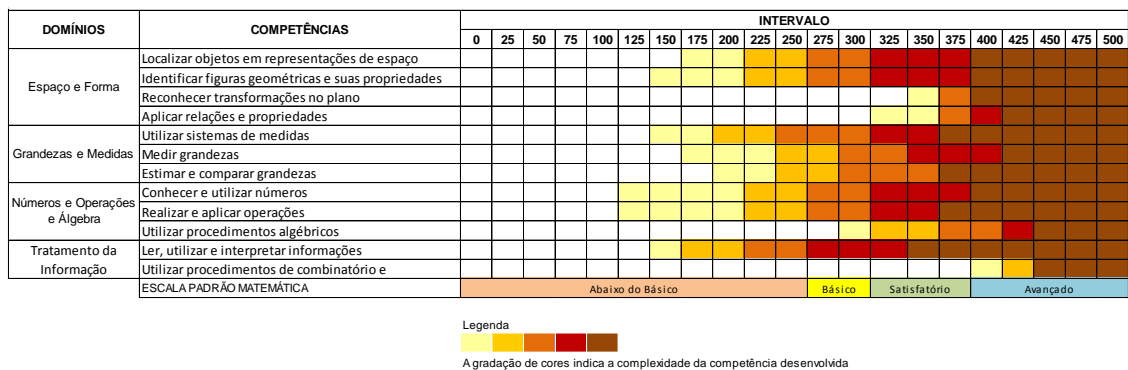 DOMÍNIOS COMPETÊNCIAS INTERVALO
0 25 50 75 100 125 150 175 200 225 250 275 300 325 350 375 400 425 450 475 500
Espaço e Forma
Localizar objetos em representações de espaço
Identificar figuras geométricas e suas propriedades
Reconhecer transformações no plano
Aplicar relações e propriedades
Grandezas e Medidas
Utilizar sistemas de medidas
Medir grandezas
Estimar e comparar grandezas
Números e Operações
e Álgebra
Conhecer e utilizar números
Realizar e aplicar operações
Utilizar procedimentos algébricos
Tratamento da
Informação
Ler, utilizar e interpretar informações
Utilizar procedimentos de combinatório e
ESCALA PADRÃO MATEMÁTICA Abaixo do Básico Básico Satisfatório Avançado
Legenda
A gradação de cores indica a complexidade da competência desenvolvida